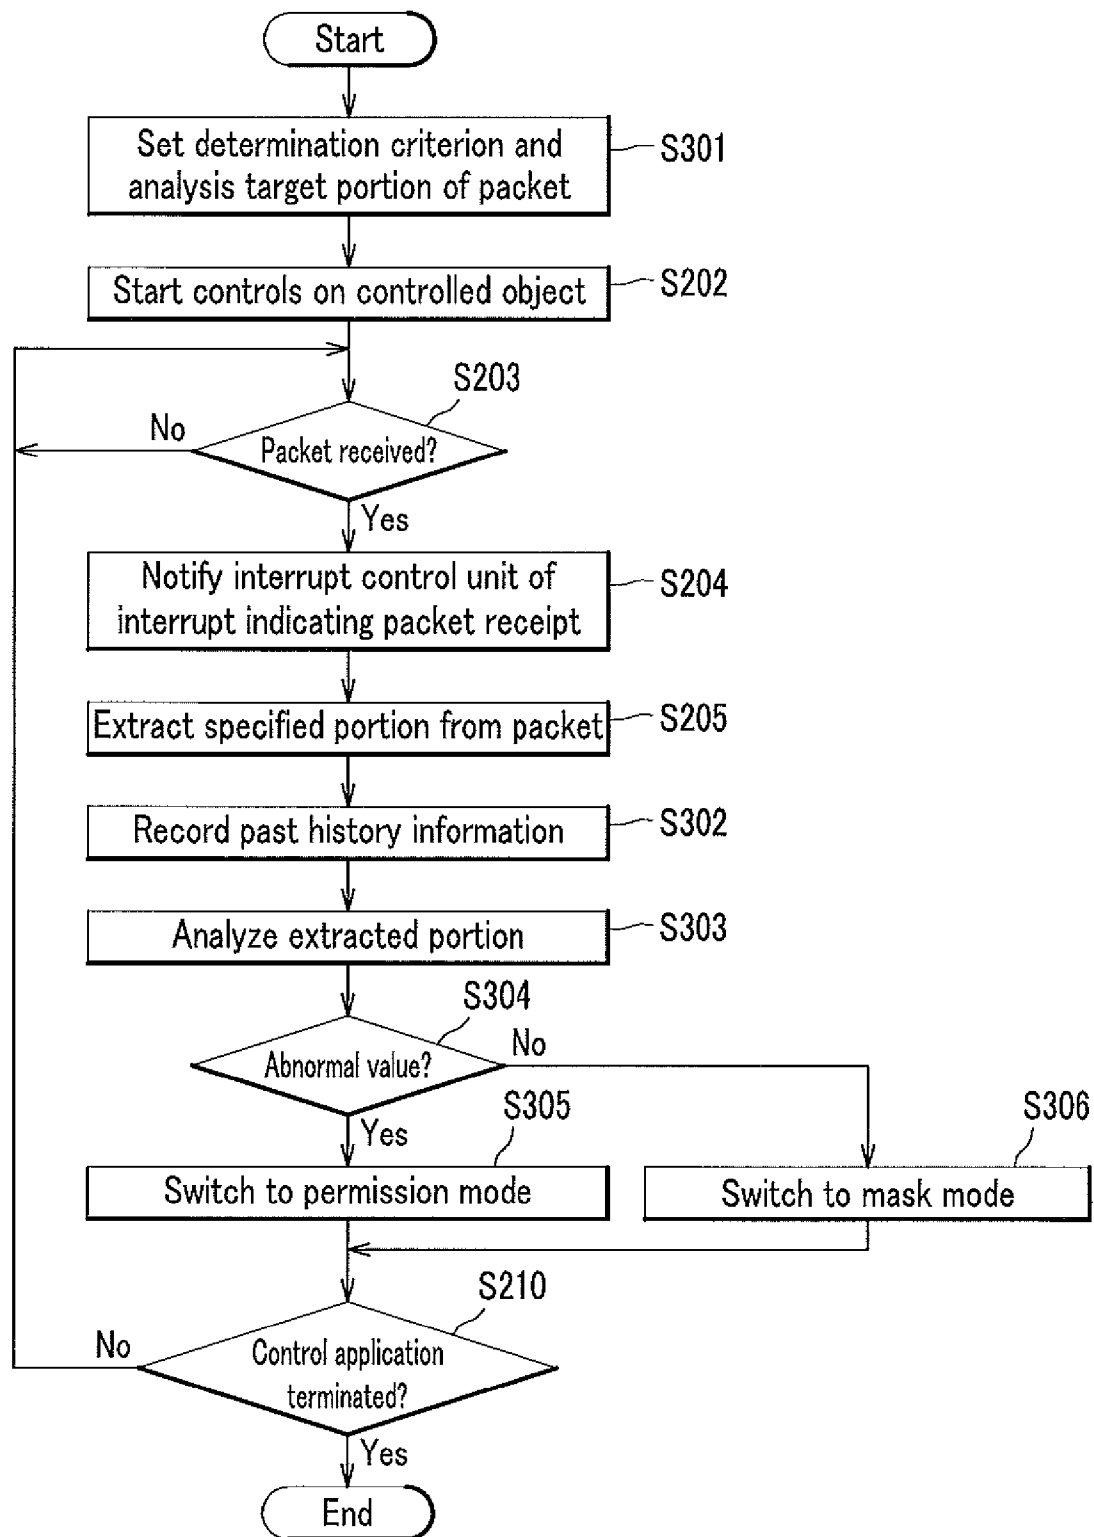 Start
Set determination criterion and
analysis target portion of packet
S301
Start controls on controlled object
S202
S203
No
Packet received?
Yes
Notify interrupt control unit of
interrupt indicating packet receipt
S204
Extract specified portion from packet
S205
Record past history information
S302
Analyze extracted portion
S303
S304
Abnormal value?
No
Yes
S305
S306
Switch to permission mode
Switch to mask mode
S210
No
Control application
terminated?
Yes
End